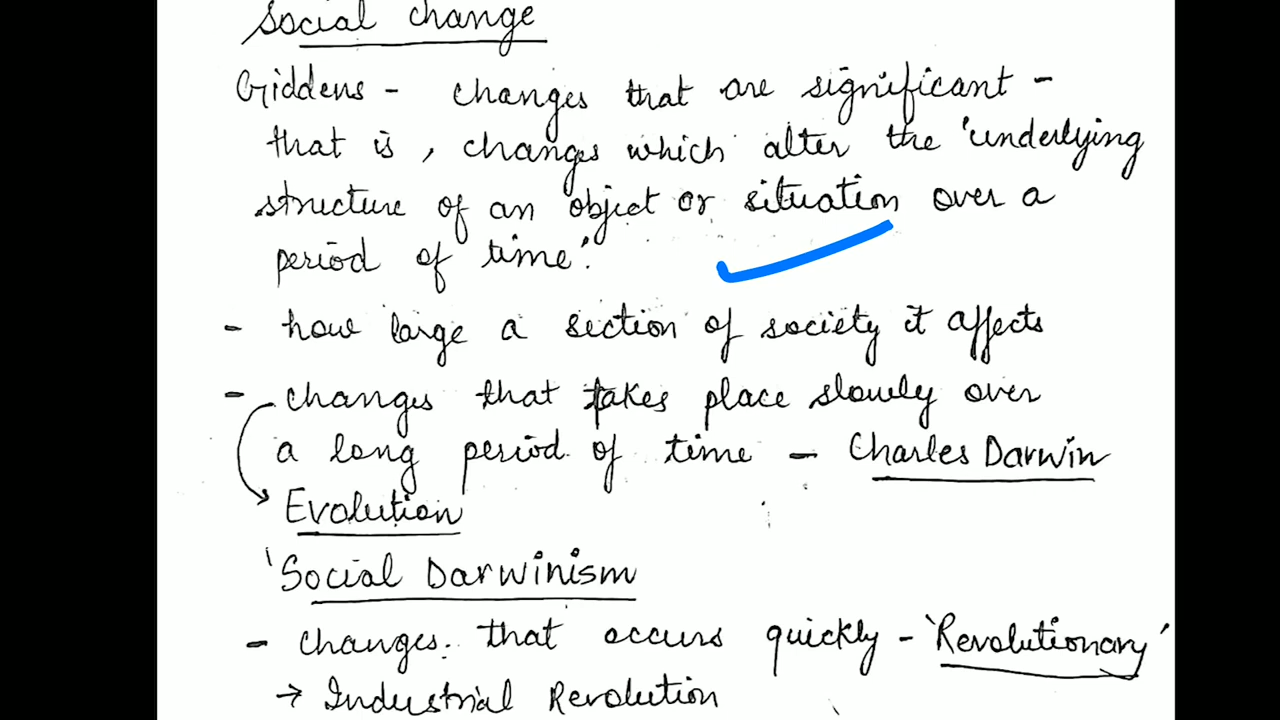 Social change
Giddens - changes that are significant -
that is, changes which alter the 'underlying
structure of an object or situation over a
period of time'.
- how large a section of society it affects
- changes that takes place slowly over
a long period of time - Charles Darwin
→ Evolution
'Social Darwinism
- changes. that occurs quickly - 'Revolutionary'
→ Industrial Revolution